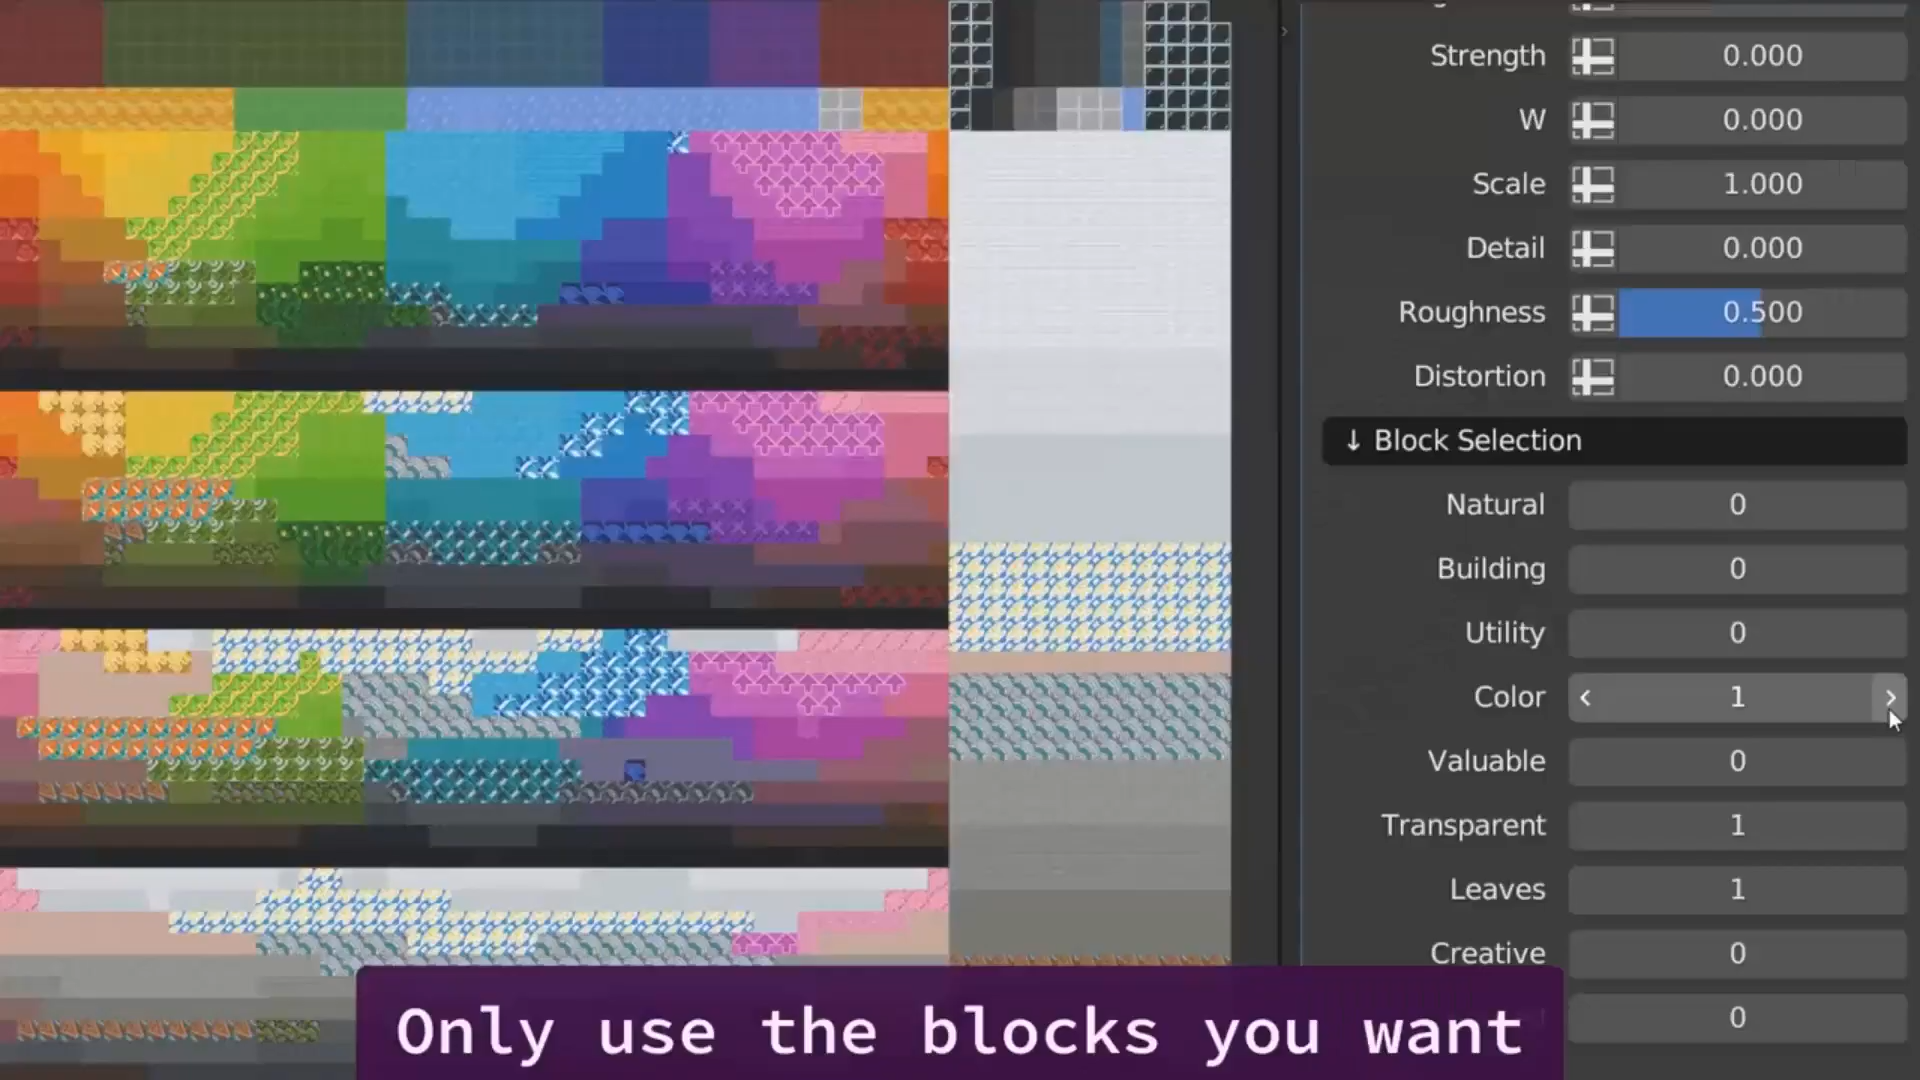 Strength 0.000
W 0.000
Scale 1.000
Detail 0.000
Roughness 0.500
Distortion 0.000
↓ Block Selection
Natural 0
Building 0
Utility 0
Color < 1 >
Valuable 0
Transparent 1
Leaves 1
Creative 0
0
Only use the blocks you want